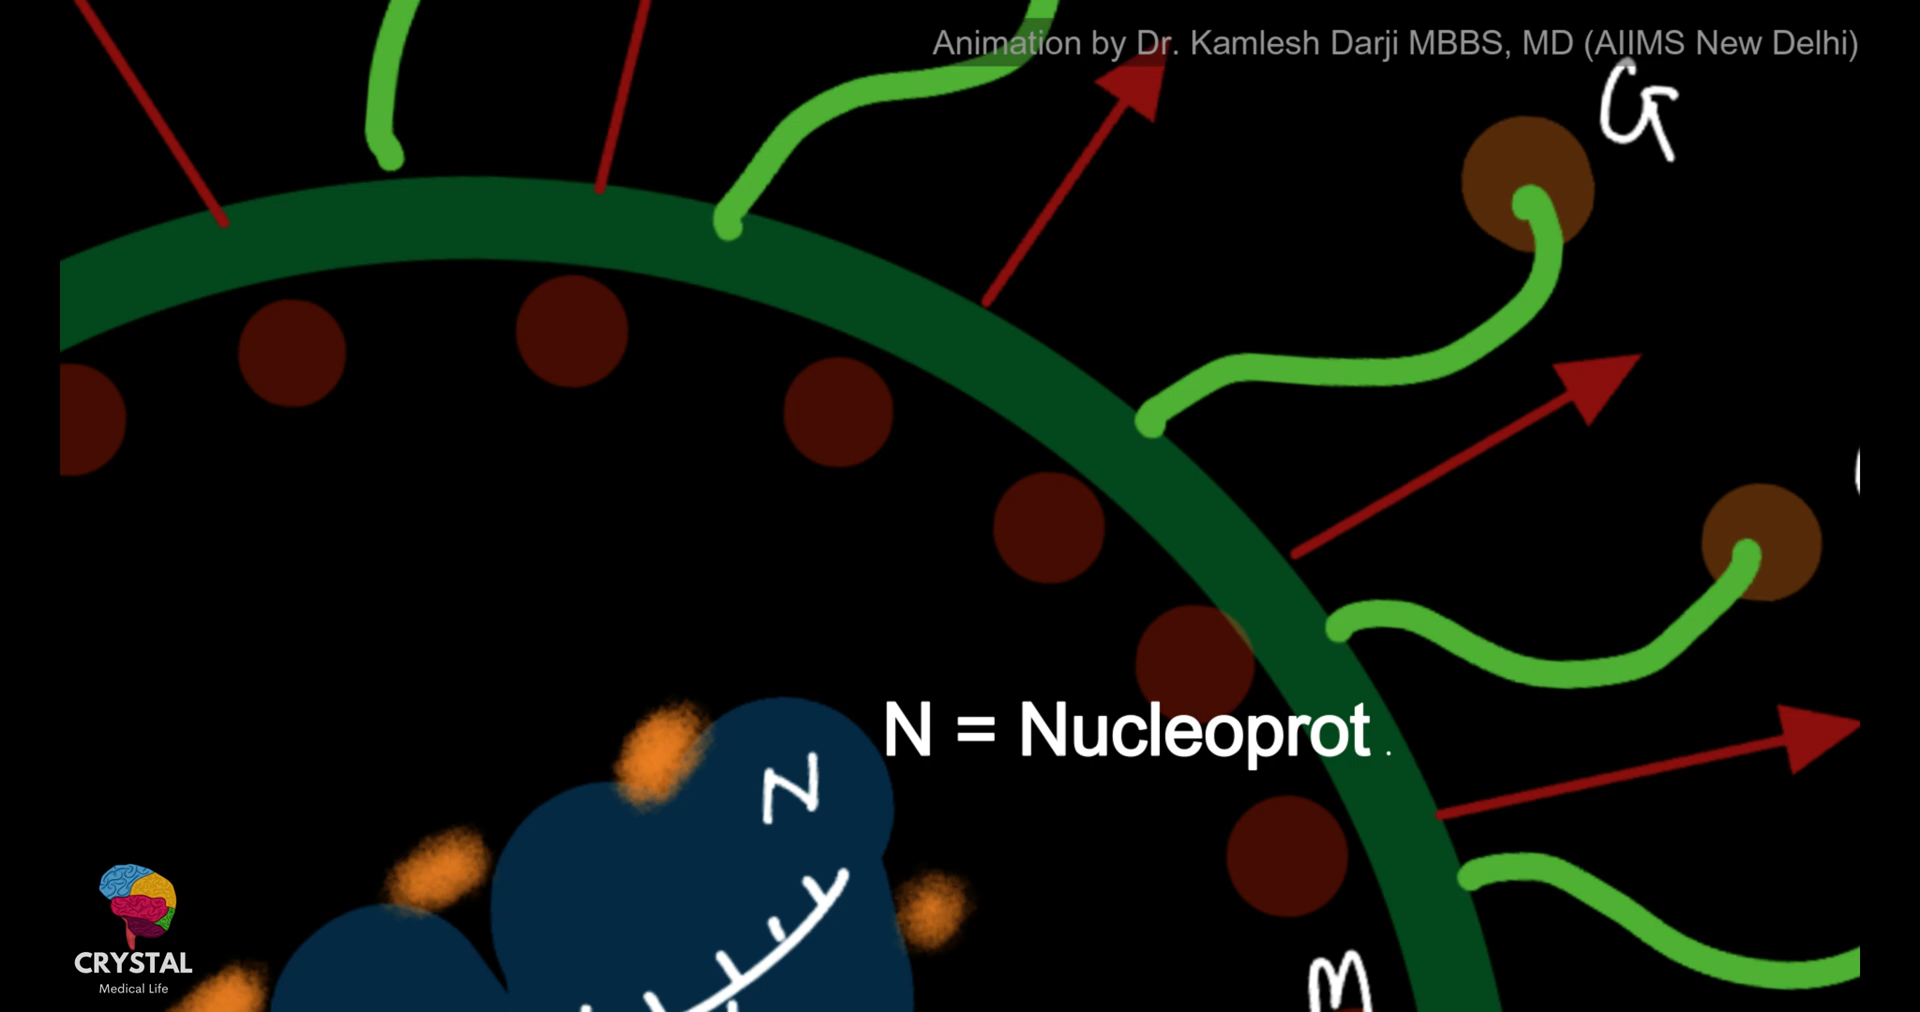 Animation by Dr. Kamlesh Darji MBBS, MD (AIIMS New Delhi)
G
N = Nucleoprot .
N
CRYSTAL
Medical Life
M